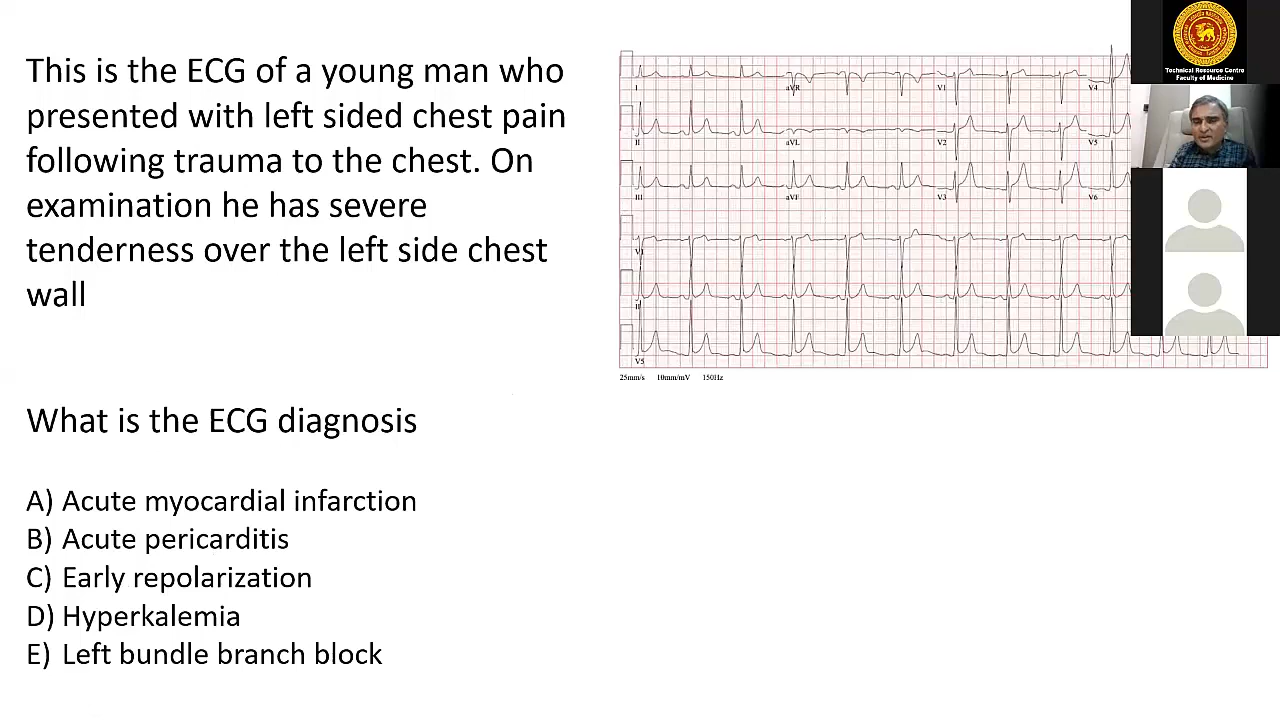 This is the ECG of a young man who
presented with left sided chest pain
following trauma to the chest. On
examination he has severe
tenderness over the left side chest
wall
What is the ECG diagnosis
A) Acute myocardial infarction
B) Acute pericarditis
C) Early repolarization
D) Hyperkalemia
E) Left bundle branch block
I aVR V1 V4
II aVL V2 V5
III aVF V3 V6
V1
II
V5
25mm/s 10mm/mV 150Hz
Technical Resource Centre
Faculty of Medicine